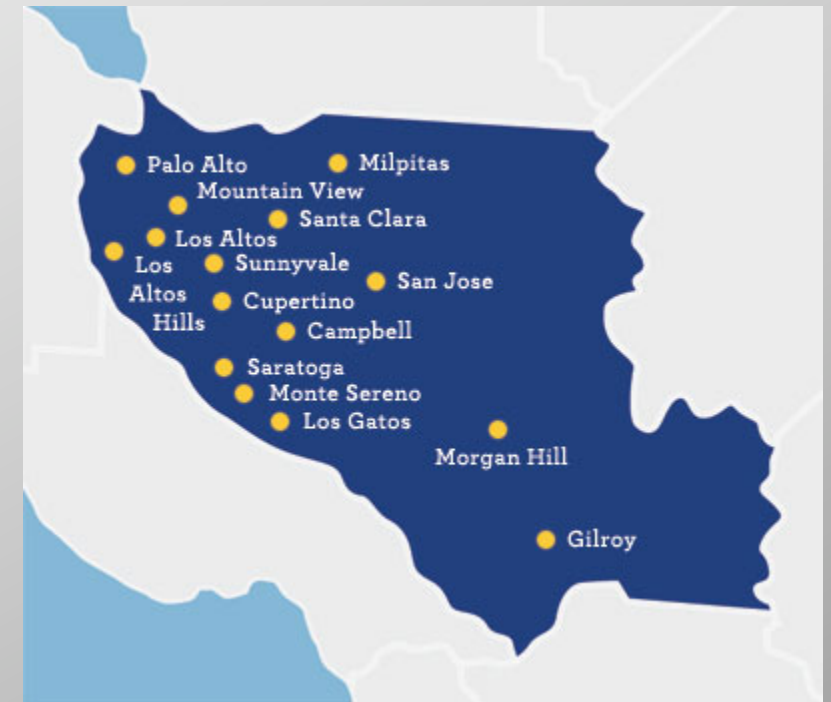 Palo Alto
Milpitas
Mountain View
Santa Clara
Los Altos
Los
Altos
Hills
Sunnyvale
San Jose
Cupertino
Campbell
Saratoga
Monte Sereno
Los Gatos
Morgan Hill
Gilroy